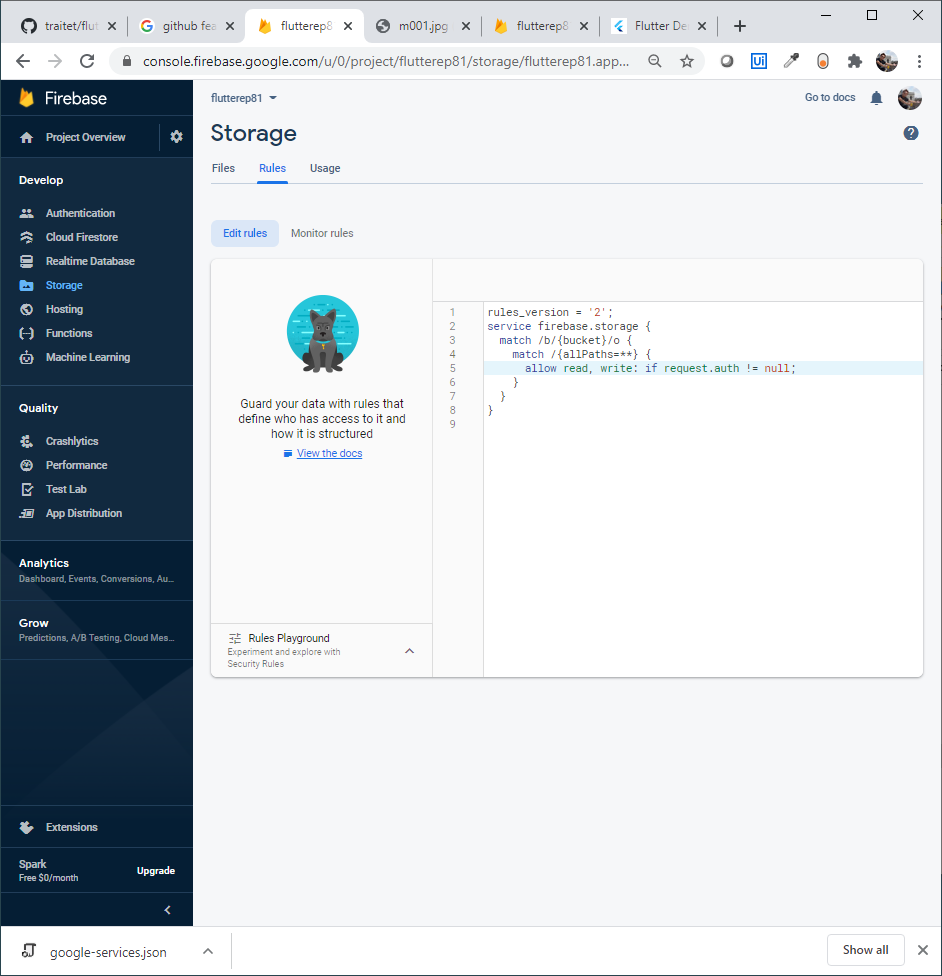 traitet/flut
github fea
flutterep8
m001.jpg
flutterep8
Flutter De
console.firebase.google.com/u/0/project/flutterep81/storage/flutterep81.app...
Ui
Firebase
Project Overview
Develop
Authentication
Cloud Firestore
Realtime Database
Storage
Hosting
Functions
Machine Learning
Quality
Crashlytics
Performance
Test Lab
App Distribution
Analytics
Dashboard, Events, Conversions, Au...
Grow
Predictions, A/B Testing, Cloud Mes...
Extensions
Spark
Free $0/month
Upgrade
flutterep81
Go to docs
Storage
Files
Rules
Usage
Edit rules
Monitor rules
Guard your data with rules that
define who has access to it and
how it is structured
View the docs
Rules Playground
Experiment and explore with
Security Rules
1 rules_version = '2';
2 service firebase.storage {
3 match /b/{bucket}/o {
4 match /{allPaths=**} {
5 allow read, write: if request.auth != null;
6 }
7 }
8 }
9
google-services.json
Show all